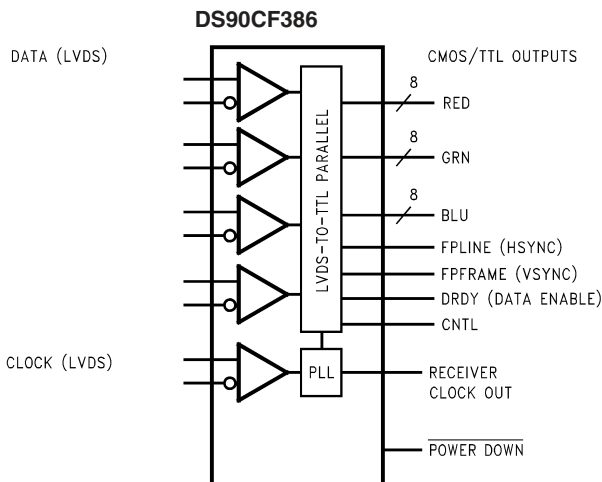 DS90CF386
DATA (LVDS)
CMOS/TTL OUTPUTS
8
RED
8
GRN
8
BLU
LVDS-TO-TTL PARALLEL
FPLINE (HSYNC)
FPFRAME (VSYNC)
DRDY (DATA ENABLE)
CNTL
CLOCK (LVDS)
PLL
RECEIVER
CLOCK OUT
POWER DOWN